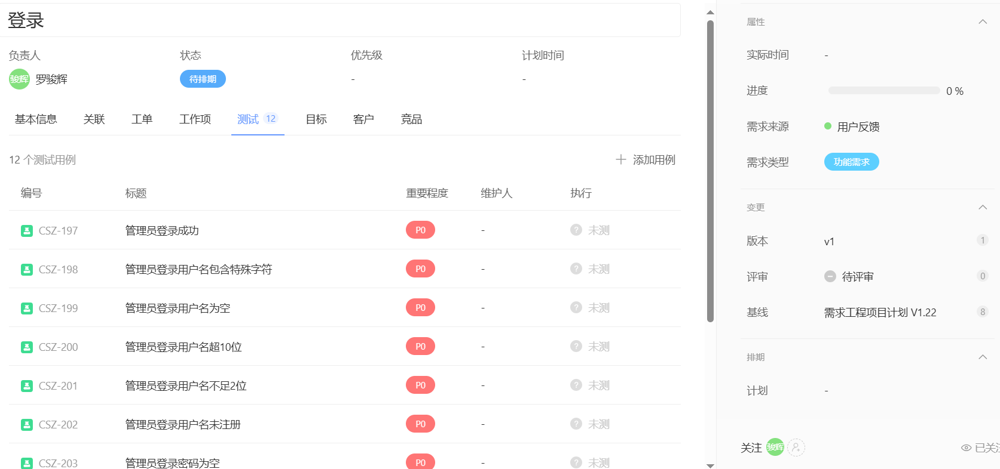 登录
负责人 状态 优先级 计划时间
骏辉 罗骏辉 待排期 - -
基本信息 关联 工单 工作项 测试 12 目标 客户 竞品
12 个测试用例 添加用例
编号 标题 重要程度 维护人 执行
CSZ-197 管理员登录成功 P0 - ? 未测
CSZ-198 管理员登录用户名包含特殊字符 P0 - ? 未测
CSZ-199 管理员登录用户名为空 P0 - ? 未测
CSZ-200 管理员登录用户名超10位 P0 - ? 未测
CSZ-201 管理员登录用户名不足2位 P0 - ? 未测
CSZ-202 管理员登录用户名未注册 P0 - ? 未测
CSZ-203 管理员登录密码为空 P0 - ? 未测
属性
实际时间 -
进度 0 %
需求来源 用户反馈
需求类型 功能需求
变更
版本 v1 1
评审 待评审 0
基线 需求工程项目计划 V1.22 8
排期
计划 -
关注 骏辉 已关注